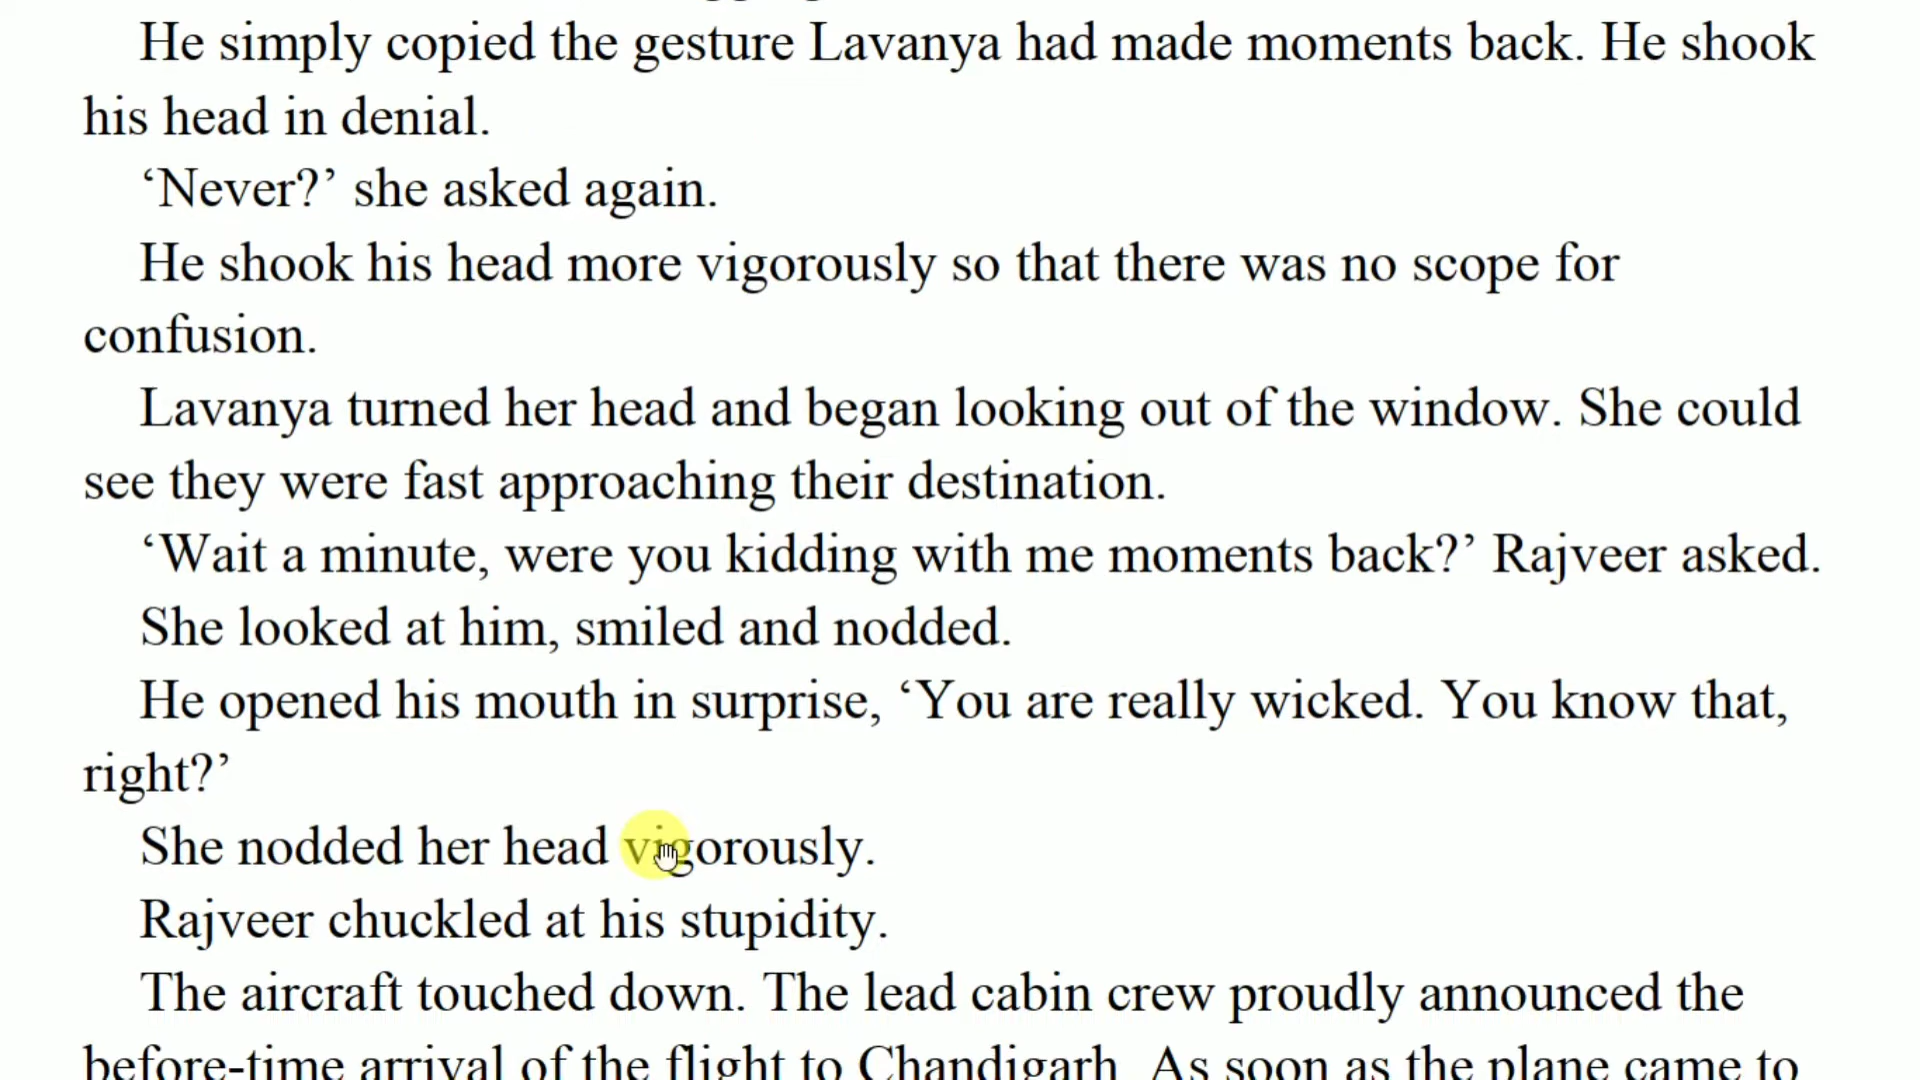 He simply copied the gesture Lavanya had made moments back. He shook
his head in denial.
‘Never?’ she asked again.
He shook his head more vigorously so that there was no scope for
confusion.
Lavanya turned her head and began looking out of the window. She could
see they were fast approaching their destination.
‘Wait a minute, were you kidding with me moments back?’ Rajveer asked.
She looked at him, smiled and nodded.
He opened his mouth in surprise, ‘You are really wicked. You know that,
right?’
She nodded her head vigorously.
Rajveer chuckled at his stupidity.
The aircraft touched down. The lead cabin crew proudly announced the
before-time arrival of the flight to Chandigarh. As soon as the plane came to